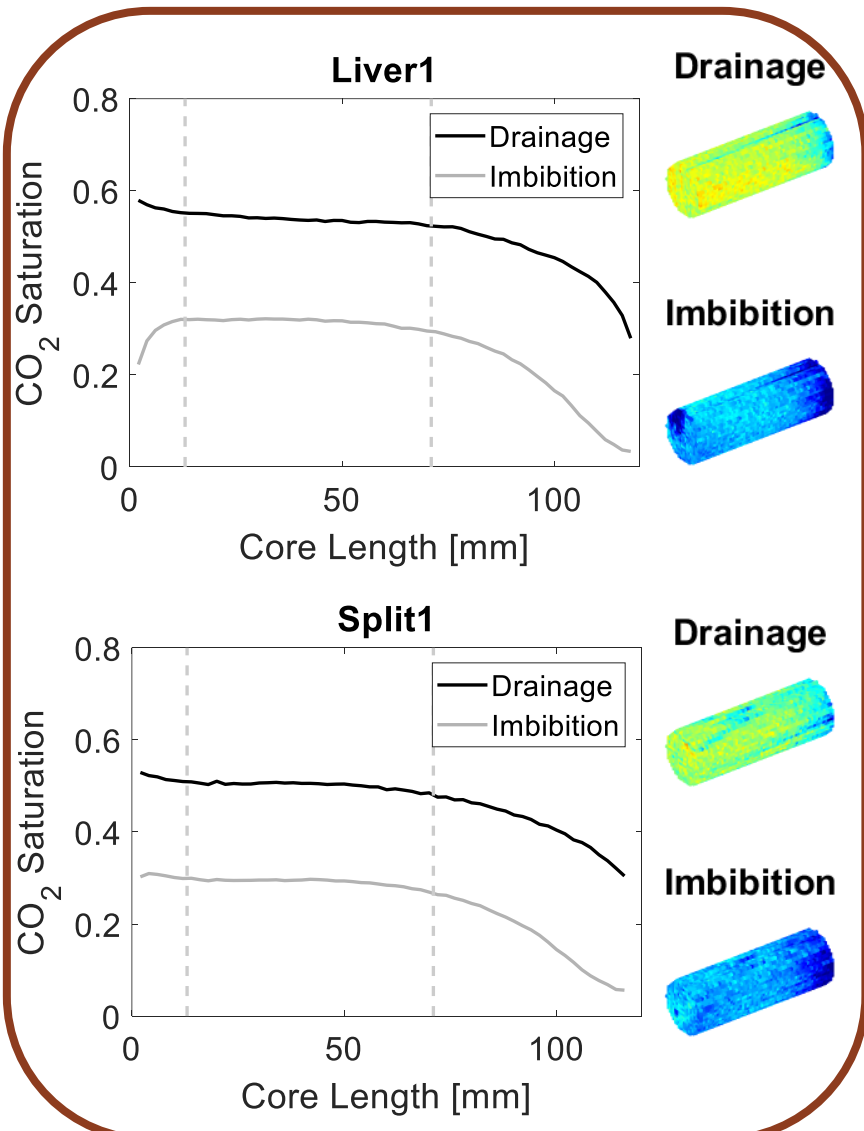 Liver1
Drainage
0.8
0.6
0.4
0.2
0
CO2 Saturation
Drainage
Imbibition
0
50
100
Core Length [mm]
Imbibition
Split1
Drainage
0.8
0.6
0.4
0.2
0
CO2 Saturation
Drainage
Imbibition
0
50
100
Core Length [mm]
Imbibition